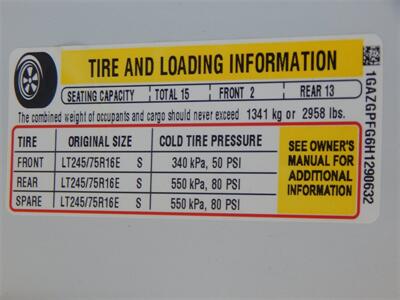 TIRE AND LOADING INFORMATION
SEATING CAPACITY TOTAL 15 FRONT 2 REAR 13
The combined weight of occupants and cargo should never exceed 1341 kg or 2958 lbs.
TIRE ORIGINAL SIZE COLD TIRE PRESSURE
FRONT LT245/75R16E S 340 kPa, 50 PSI
REAR LT245/75R16E S 550 kPa, 80 PSI
SPARE LT245/75R16E S 550 kPa, 80 PSI
SEE OWNER'S
MANUAL FOR
ADDITIONAL
INFORMATION
1GAZGPFG6H1290632